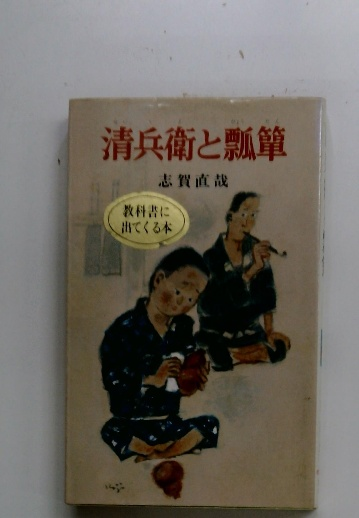 清兵衛と瓢箪
志賀直哉
教科書に
出てくる本